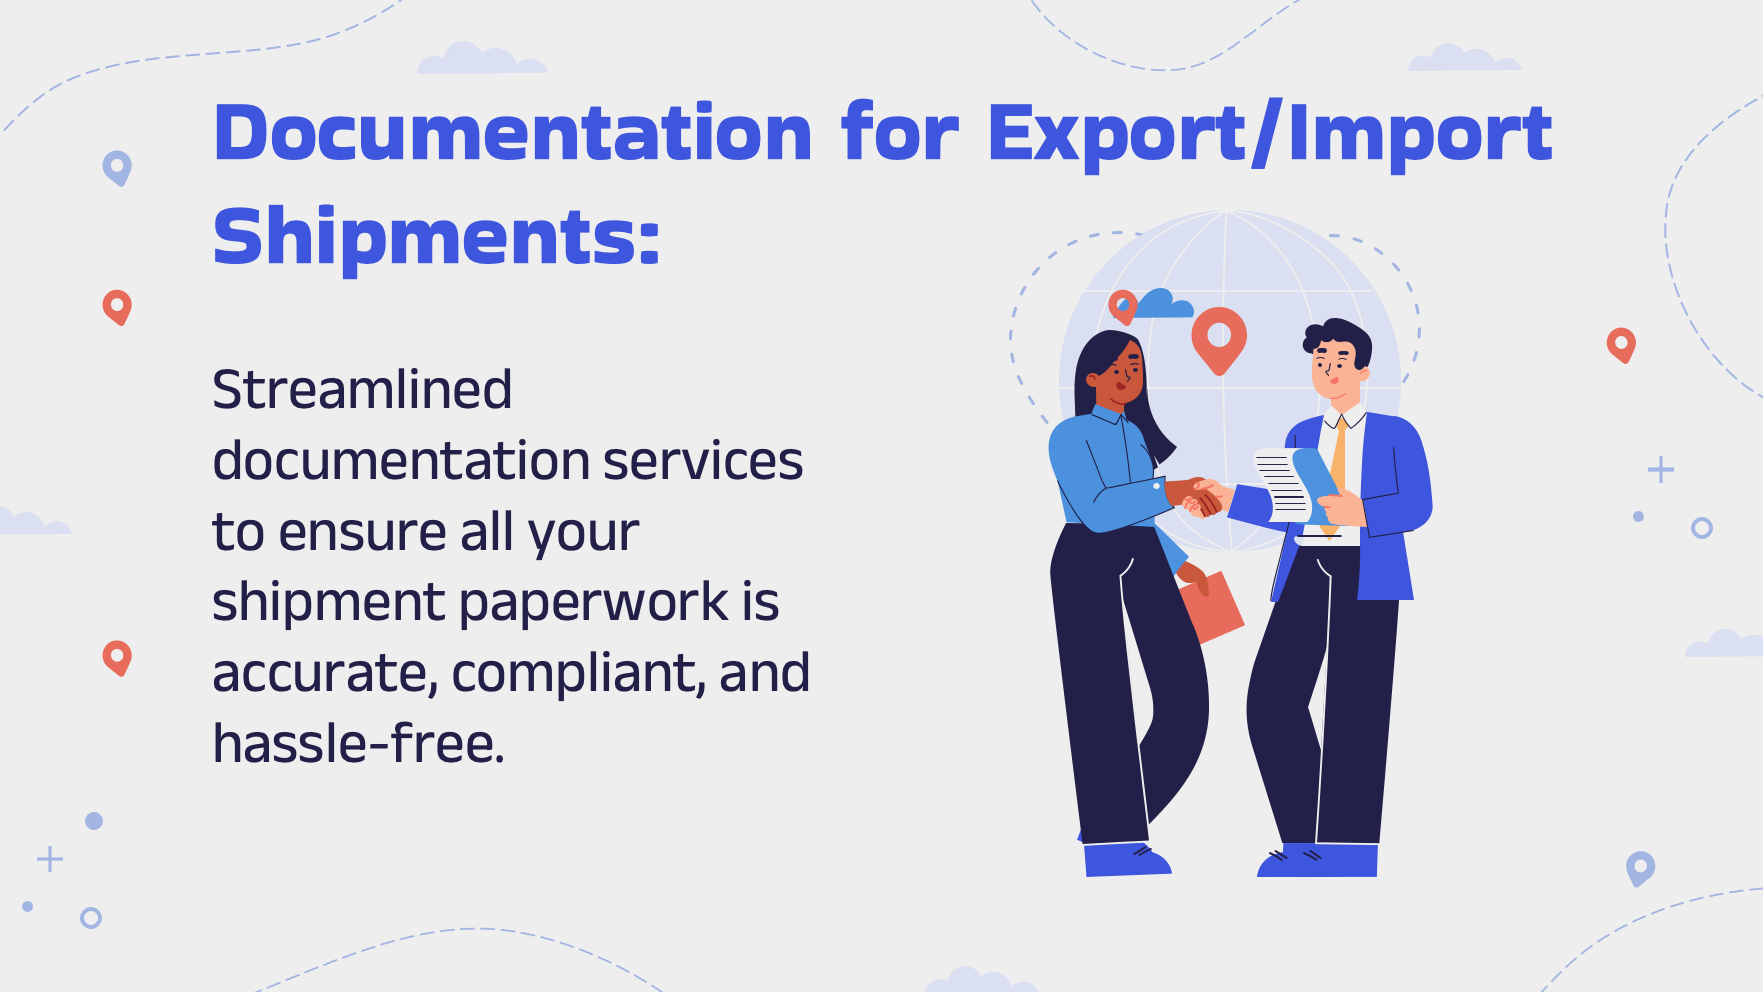 Documentation for Export/Import
Shipments:
Streamlined
documentation services
to ensure all your
shipment paperwork is
accurate, compliant, and
hassle-free.